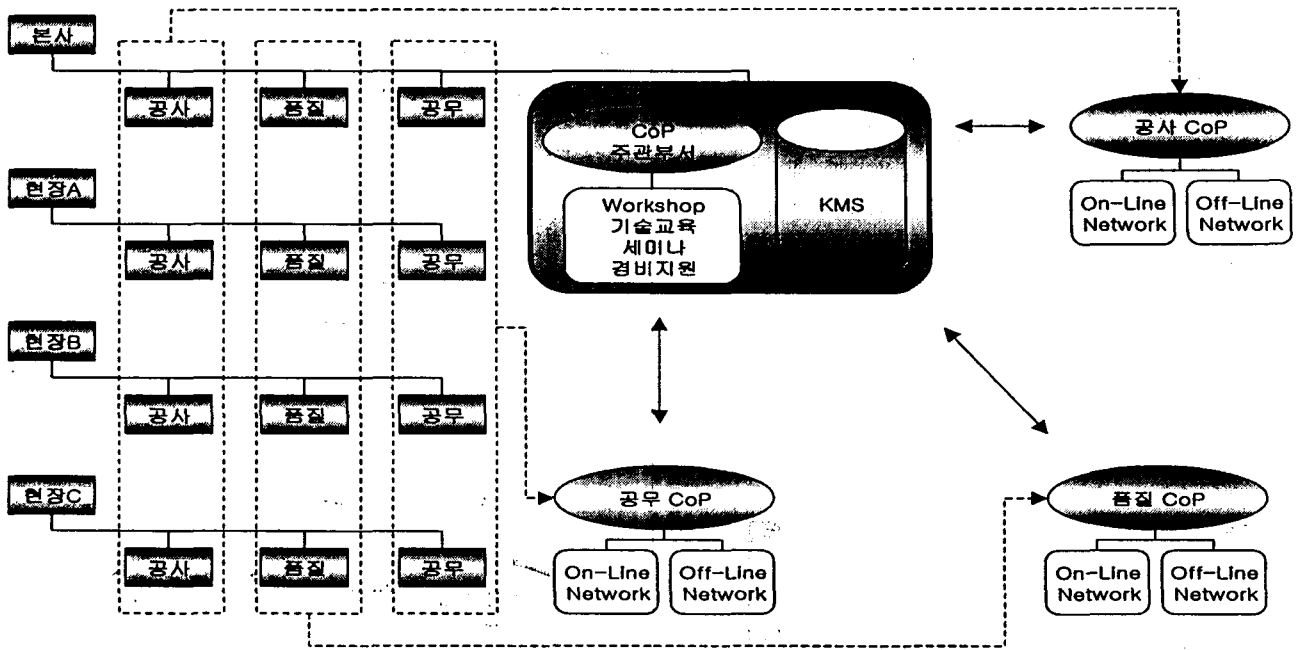 본사
공사
품질
공무
CoP
주관부서
Workshop
기술교육
세미나
경비지원
KMS
공사 CoP
On-Line
Network
Off-Line
Network
현장A
공사
품질
공무
현장B
공사
품질
공무
현장C
공사
품질
공무
공무 CoP
On-Line
Network
Off-Line
Network
품질 CoP
On-Line
Network
Off-Line
Network